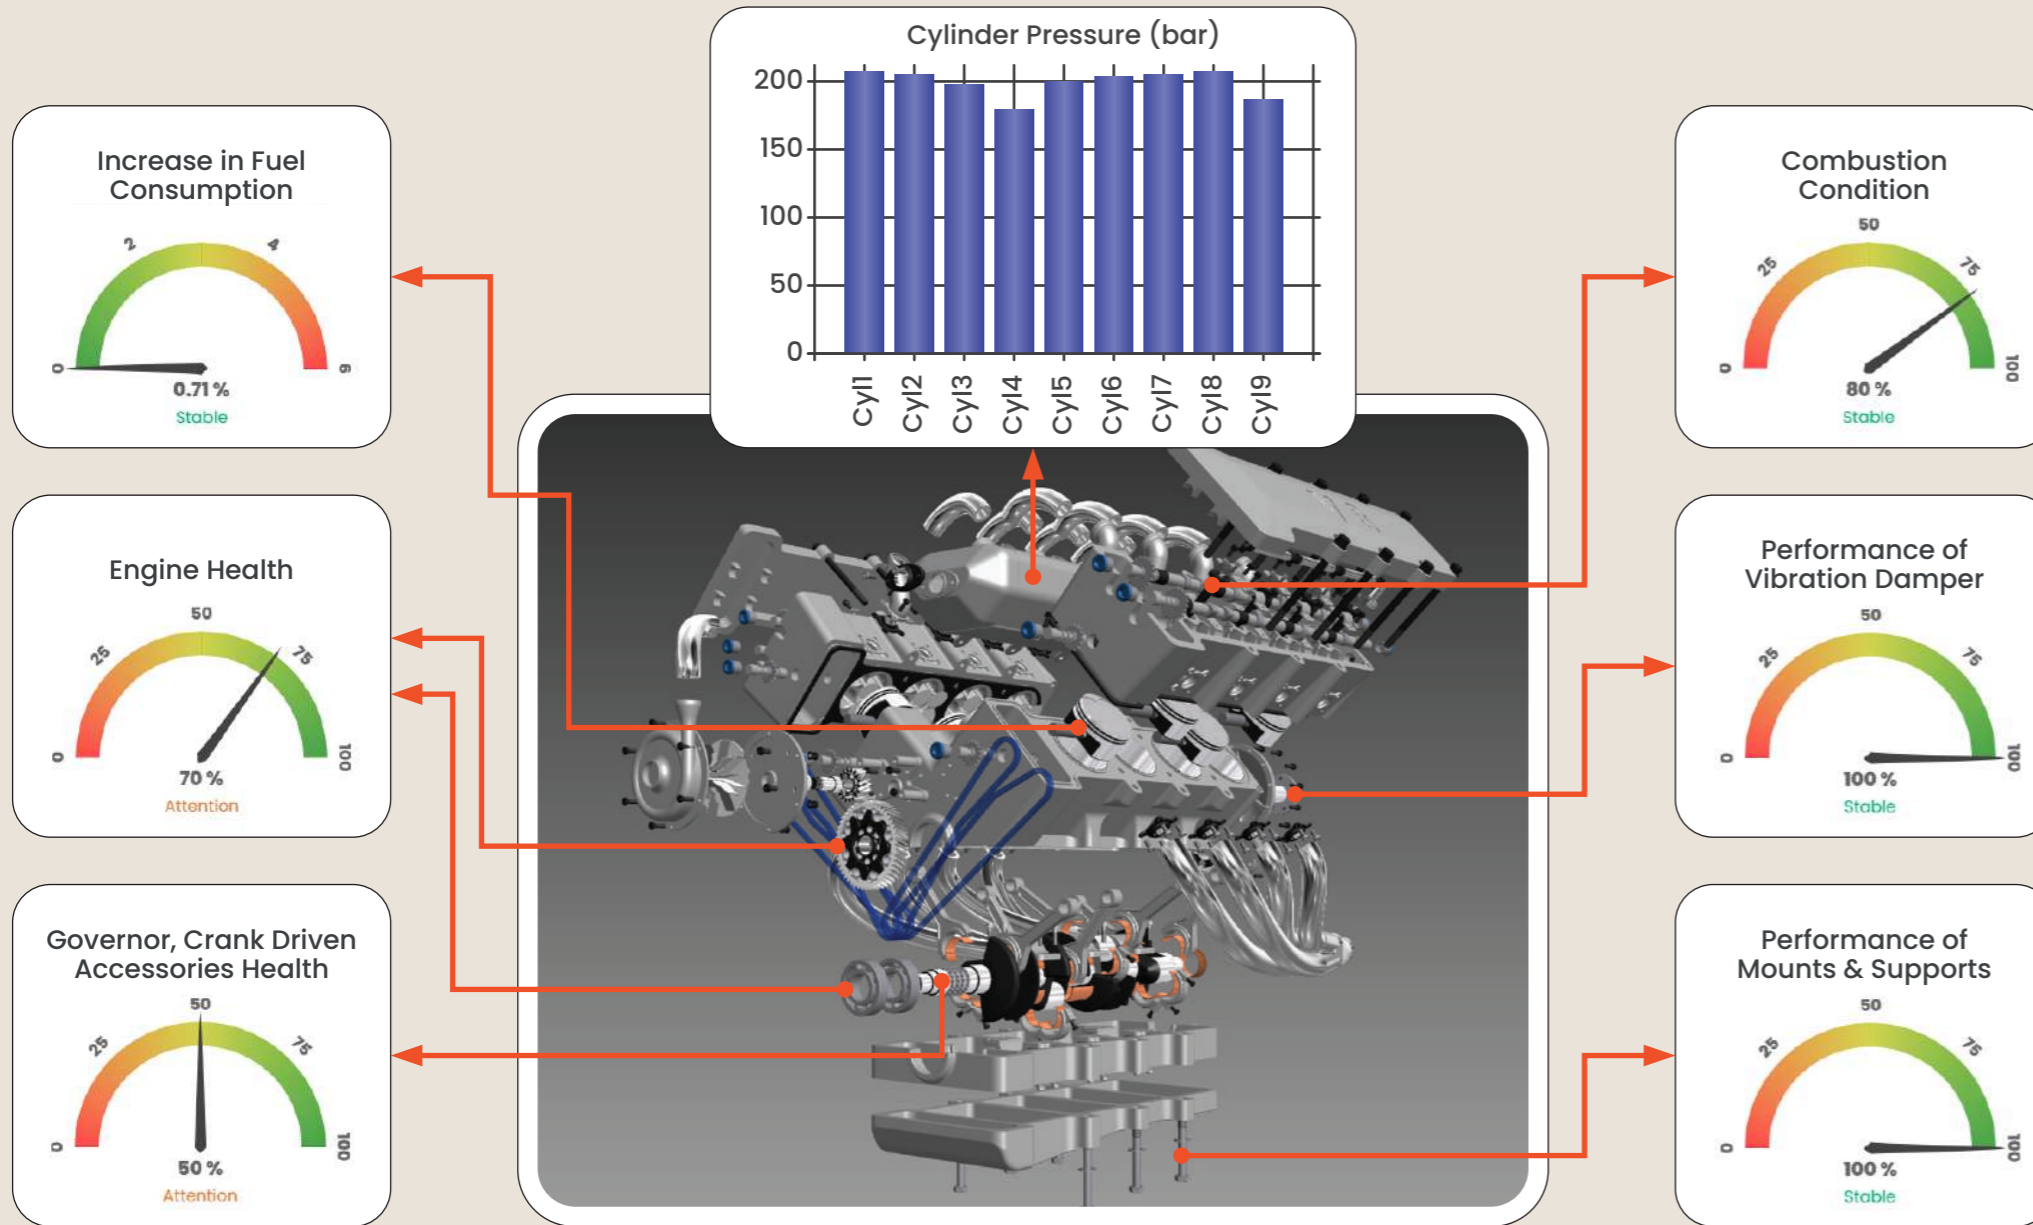 Cylinder Pressure (bar)
200
150
100
50
0
Cyl1
Cyl2
Cyl3
Cyl4
Cyl5
Cyl6
Cyl7
Cyl8
Cyl9
Increase in Fuel
Consumption
0
2
4
6
0.71 %
Stable
Engine Health
0
25
50
75
100
70 %
Attention
Governor, Crank Driven
Accessories Health
0
25
50
75
100
50 %
Attention
Combustion
Condition
0
25
50
75
100
80 %
Stable
Performance of
Vibration Damper
0
25
50
75
100
100 %
Stable
Performance of
Mounts & Supports
0
25
50
75
100
100 %
Stable